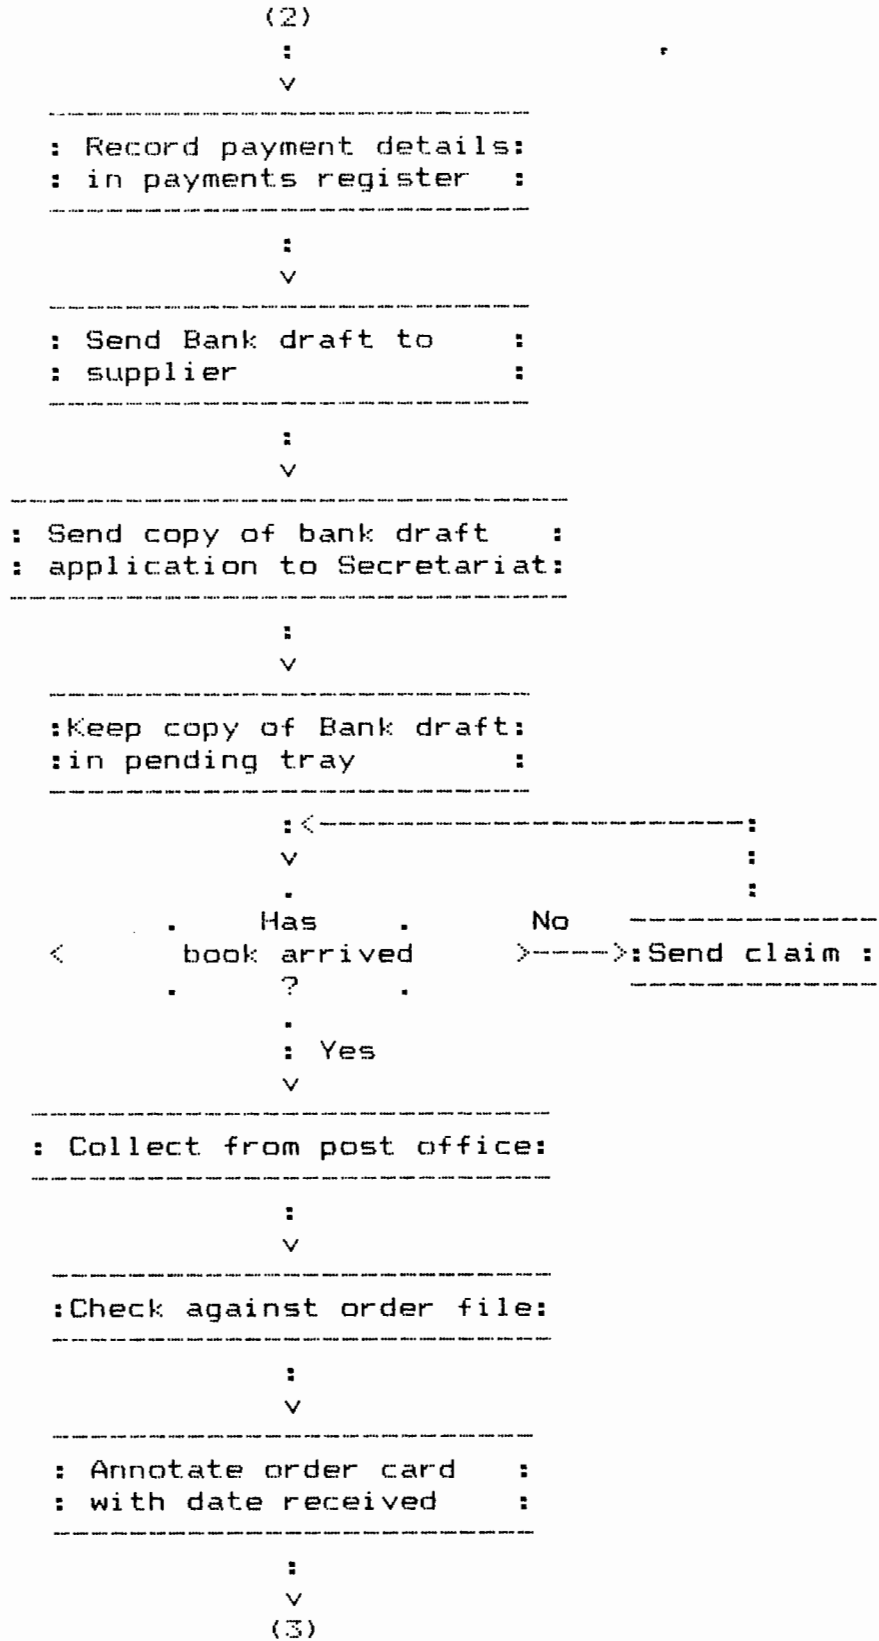 (2)
Record payment details
in payments register
Send Bank draft to
supplier
Send copy of bank draft
application to Secretariat
Keep copy of Bank draft
in pending tray
Has
book arrived
?
No
Send claim
Yes
Collect from post office
Check against order file
Annotate order card
with date received
(3)